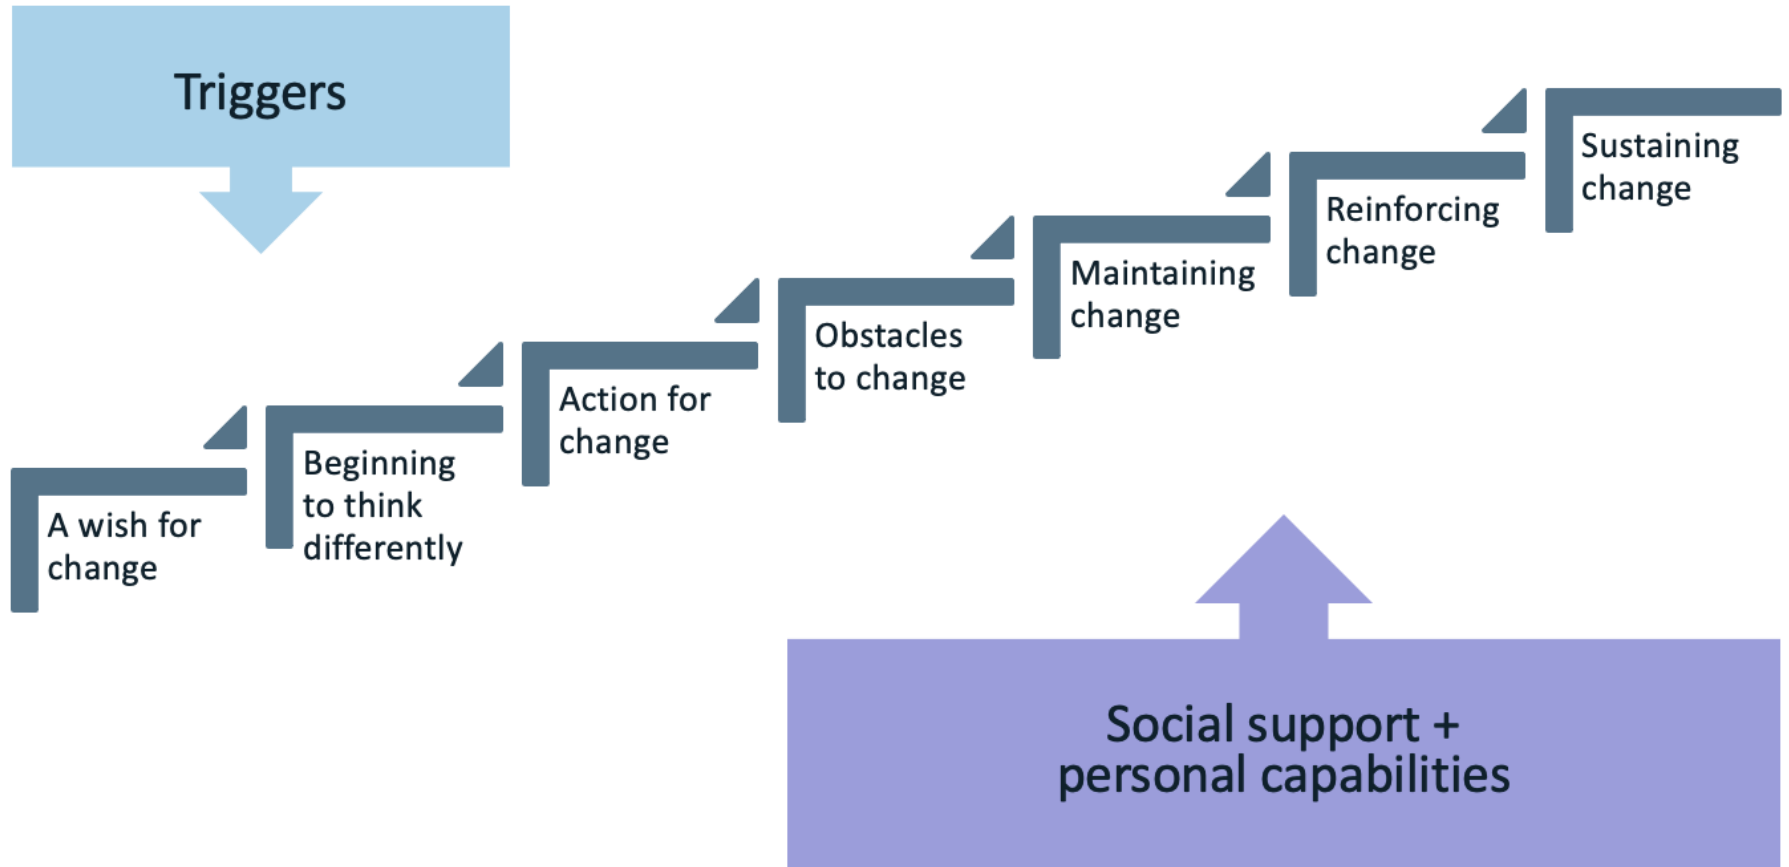 Triggers
A wish for
change
Beginning
to think
differently
Action for
change
Obstacles
to change
Maintaining
change
Reinforcing
change
Sustaining
change
Social support +
personal capabilities